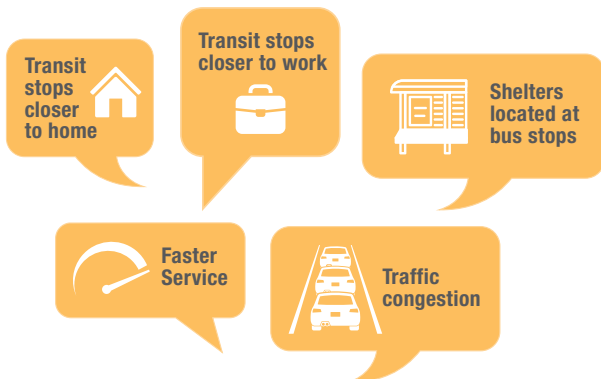 Transit
stops
closer
to home
Transit stops
closer to work
Shelters
located at
bus stops
Faster
Service
Traffic
congestion